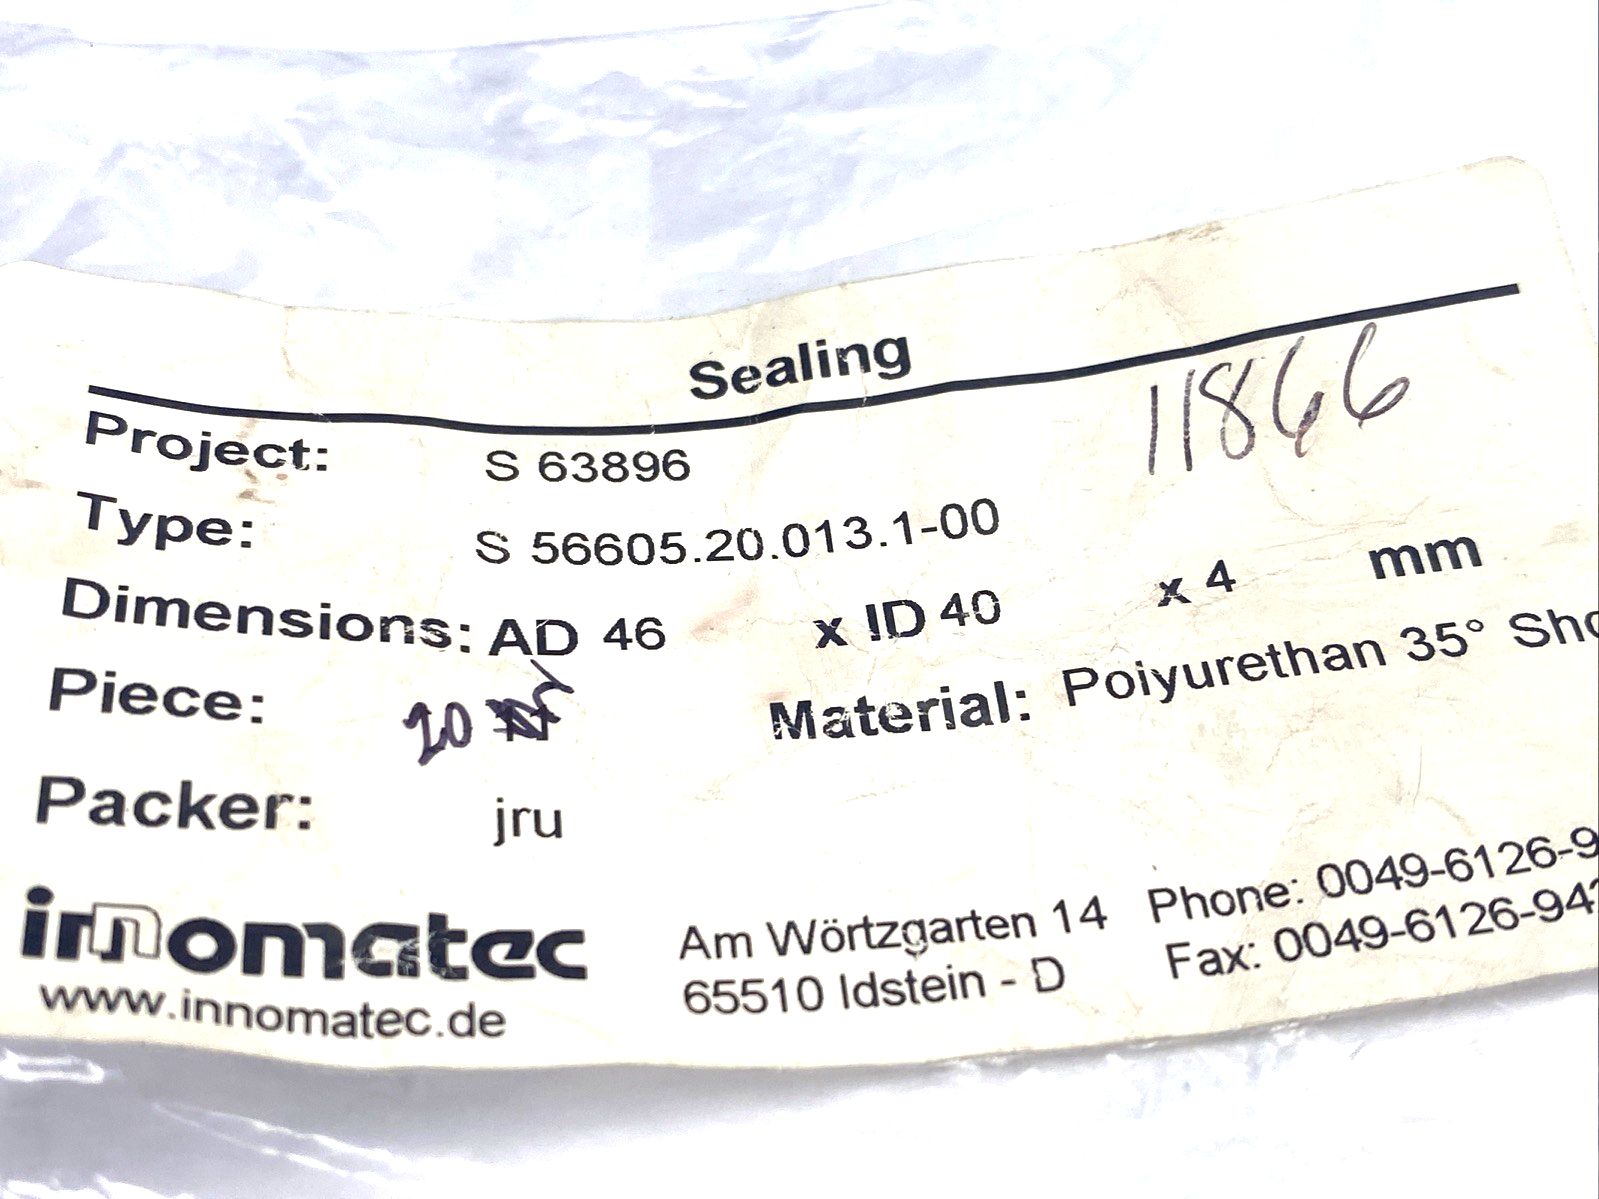 Sealing
11866
Project: S 63896
Type: S 56605.20.013.1-00
Dimensions: AD 46 x ID 40 x 4 mm
Piece: 20 Material: Poiyurethan 35° Sho
Packer: jru
innomatec
www.innomatec.de
Am Wörtzgarten 14
65510 Idstein - D
Phone: 0049-6126-9
Fax: 0049-6126-94